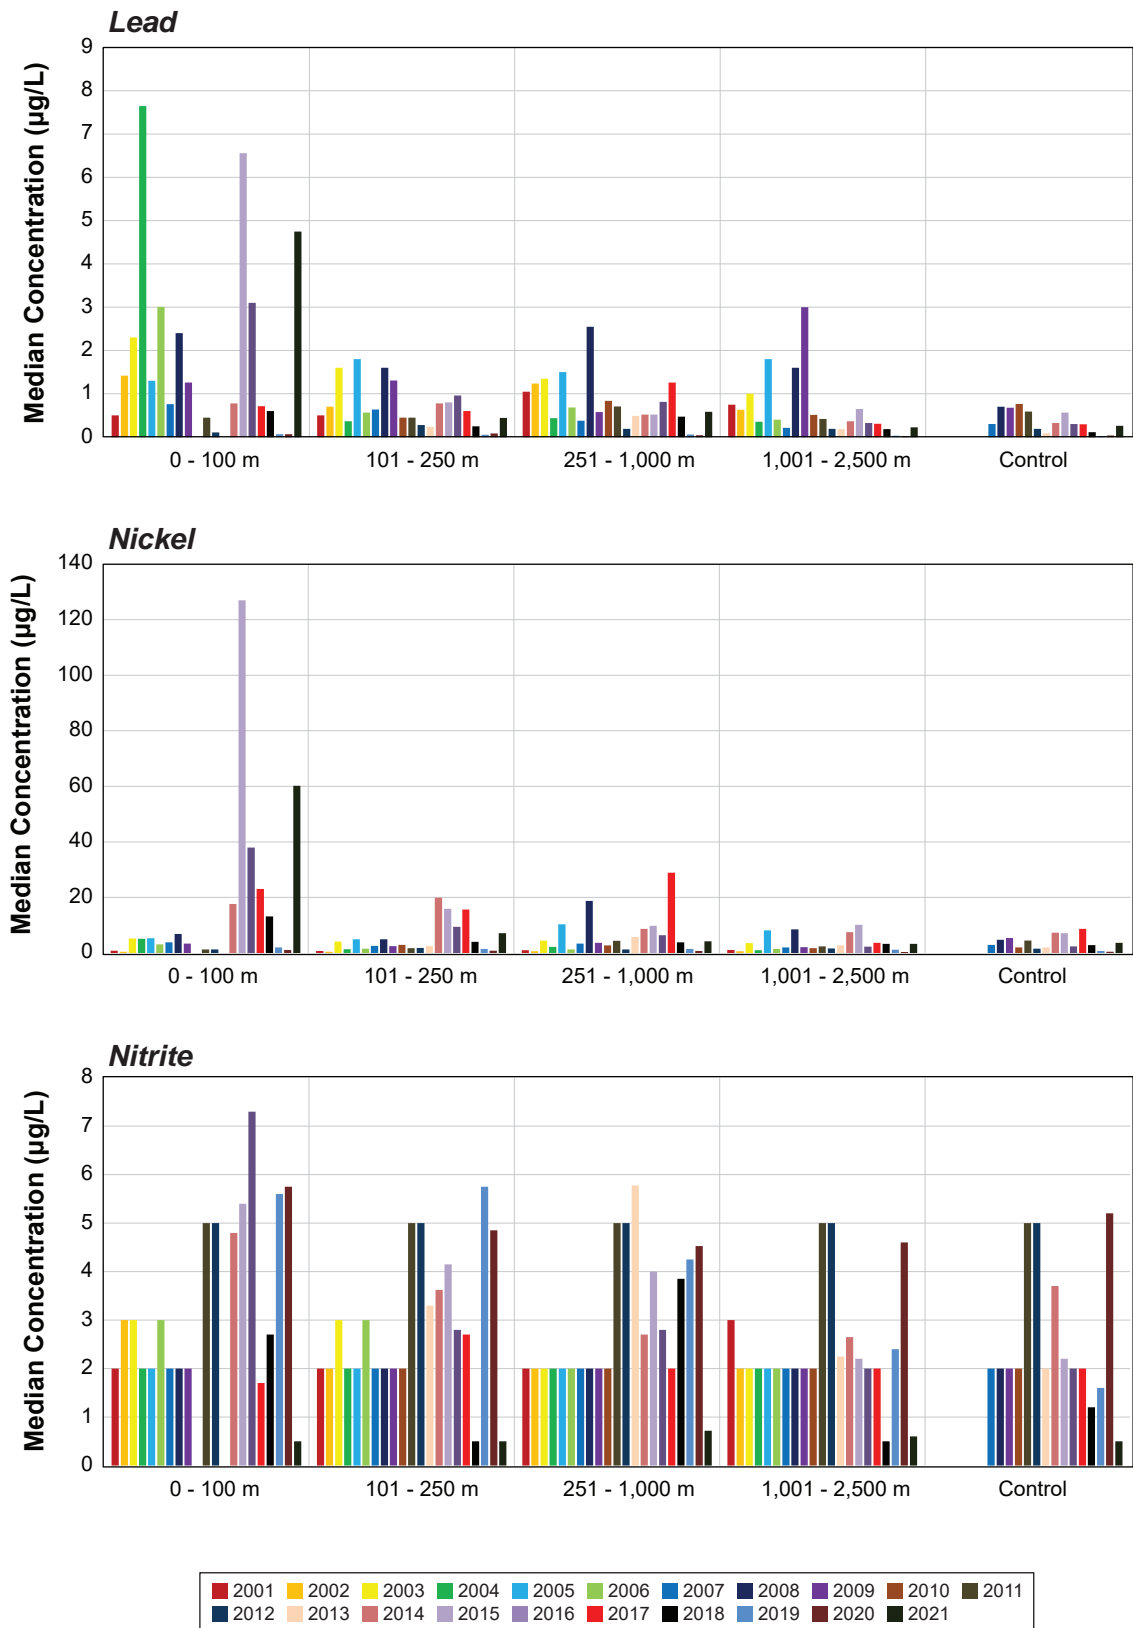 Lead
Median Concentration (µg/L)
9
8
7
6
5
4
3
2
1
0
0 - 100 m 101 - 250 m 251 - 1,000 m 1,001 - 2,500 m Control
Nickel
Median Concentration (µg/L)
140
120
100
80
60
40
20
0
0 - 100 m 101 - 250 m 251 - 1,000 m 1,001 - 2,500 m Control
Nitrite
Median Concentration (µg/L)
8
7
6
5
4
3
2
1
0
0 - 100 m 101 - 250 m 251 - 1,000 m 1,001 - 2,500 m Control
2001 2002 2003 2004 2005 2006 2007 2008 2009 2010 2011
2012 2013 2014 2015 2016 2017 2018 2019 2020 2021